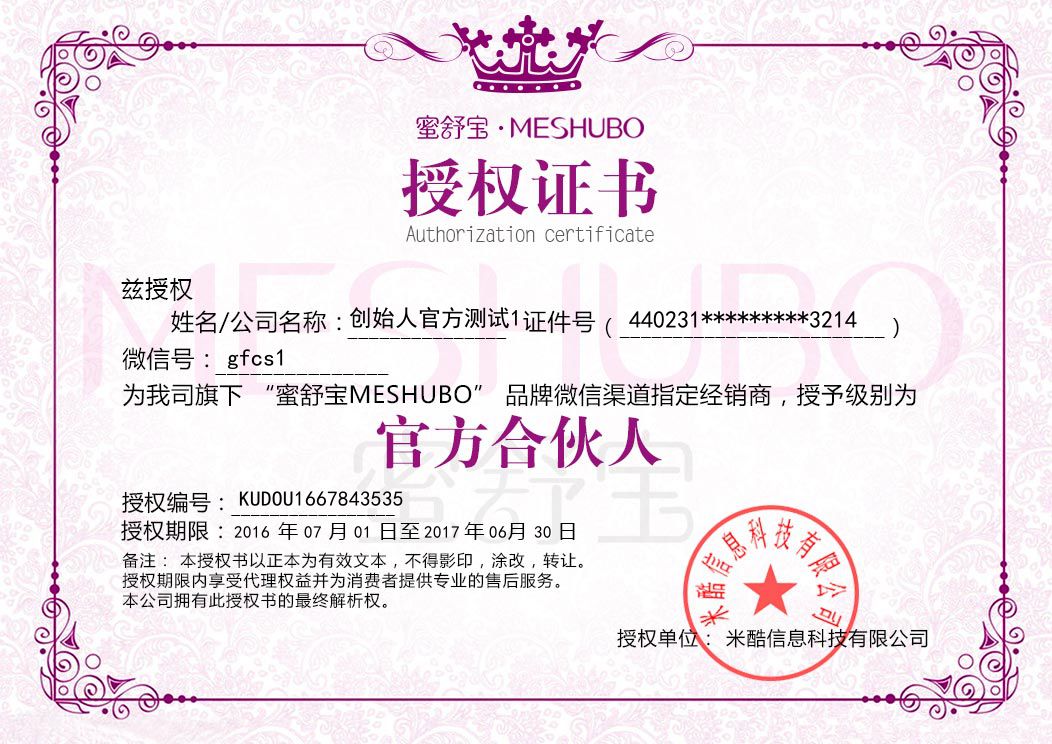 蜜舒宝·MESHUBO
授权证书
Authorization certificate
MESHUBO
兹授权
姓名/公司名称：创始人官方测试1证件号（440231*********3214）
微信号：gfcs1
为我司旗下“蜜舒宝MESHUBO”品牌微信渠道指定经销商，授予级别为
官方合伙人
蜜舒宝
授权编号：KUDOU1667843535
授权期限：2016 年 07 月 01 日至 2017 年 06月 30 日
备注： 本授权书以正本为有效文本，不得影印，涂改，转让。
授权期限内享受代理权益并为消费者提供专业的售后服务。
本公司拥有此授权书的最终解析权。
米酷信息科技有限公司
授权单位： 米酷信息科技有限公司